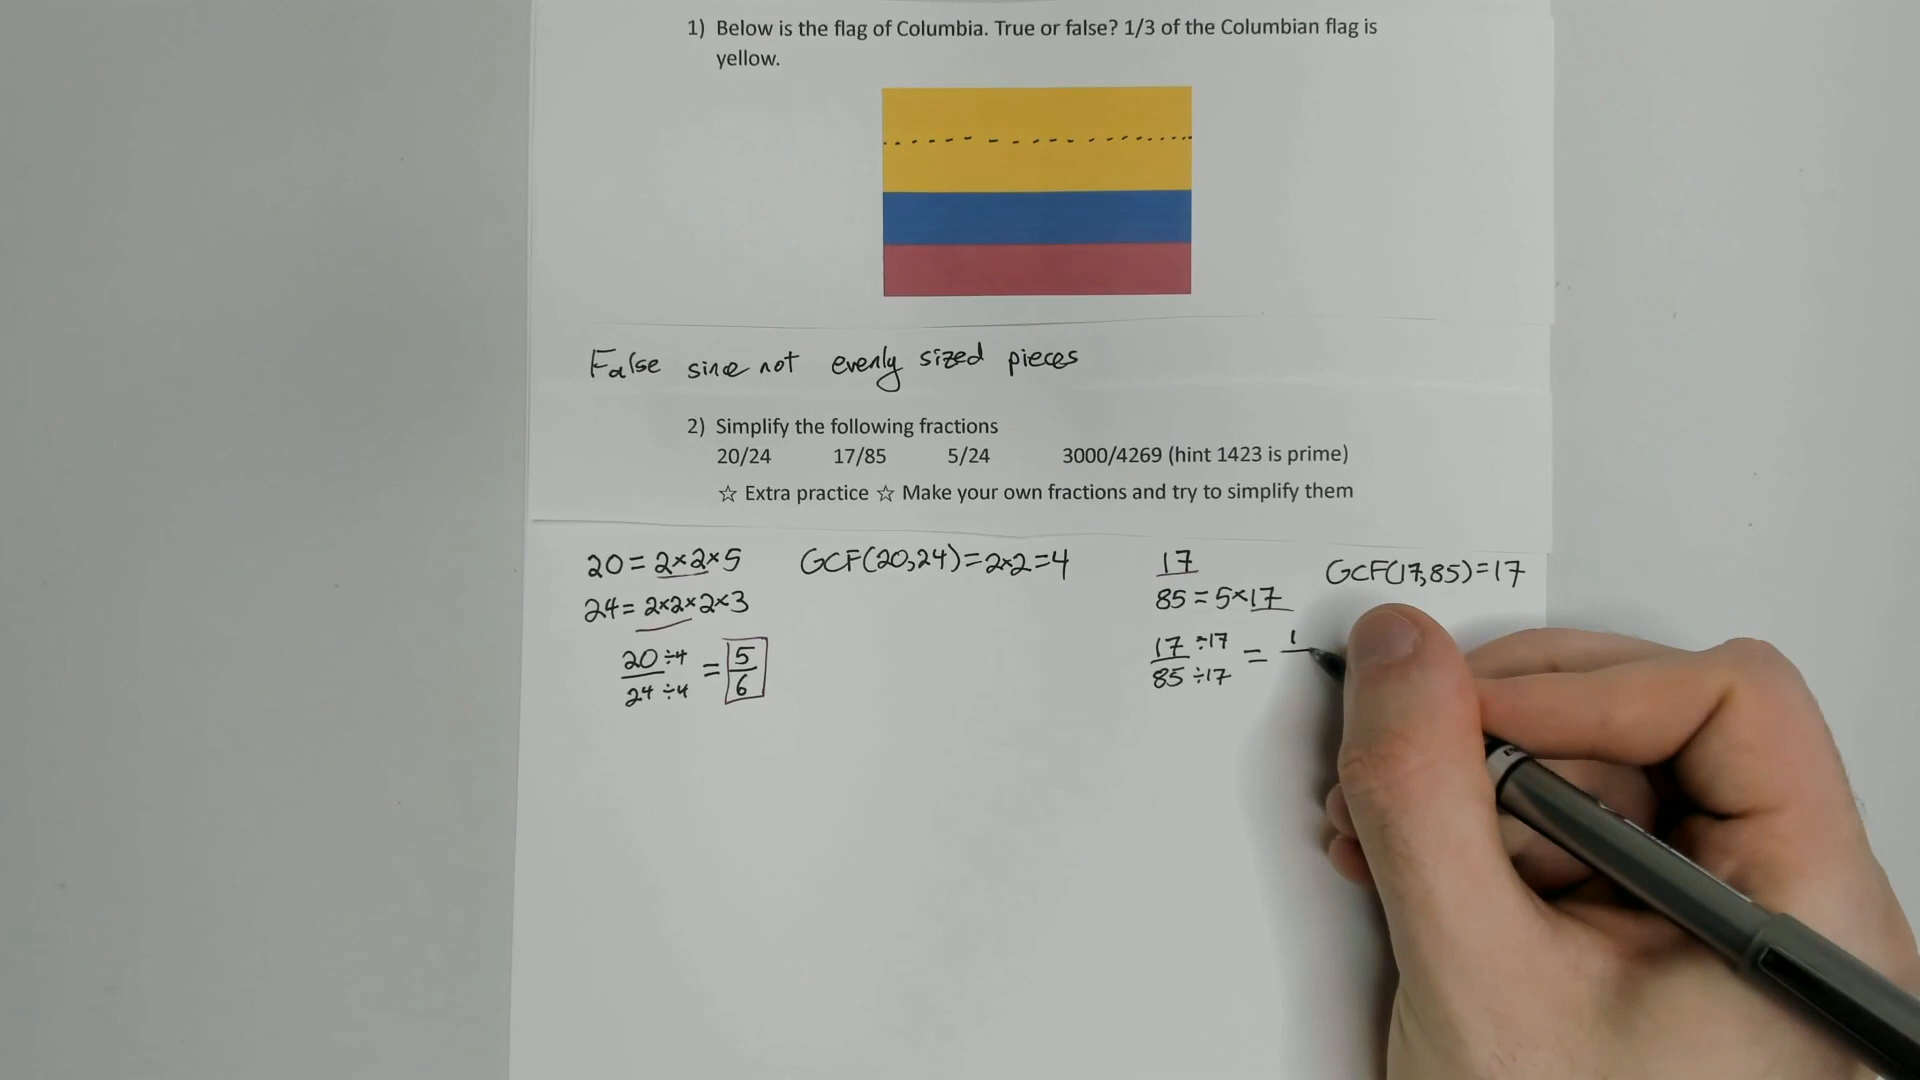 1) Below is the flag of Columbia. True or false? 1/3 of the Columbian flag is
yellow.
False since not evenly sized pieces
2) Simplify the following fractions
20/24 17/85 5/24 3000/4269 (hint 1423 is prime)
☆ Extra practice ☆ Make your own fractions and try to simplify them
20 = 2×2×5
24 = 2×2×2×3
20 ÷4
24 ÷4
= 5
6
GCF(20,24)=2×2=4
17
85 = 5×17
GCF(17,85)=17
17 ÷17
85 ÷17
= 1